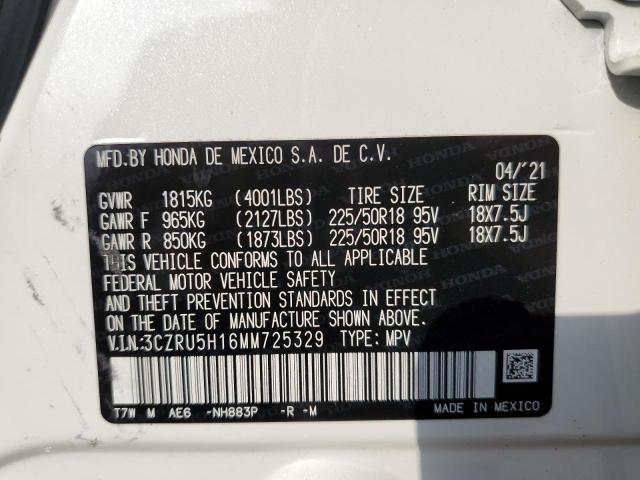 MFD.BY HONDA DE MEXICO S.A. DE C.V.
04/'21
GVWR 1815KG (4001LBS) TIRE SIZE RIM SIZE
GAWR F 965KG (2127LBS) 225/50R18 95V 18X7.5J
GAWR R 850KG (1873LBS) 225/50R18 95V 18X7.5J
THIS VEHICLE CONFORMS TO ALL APPLICABLE
FEDERAL MOTOR VEHICLE SAFETY
AND THEFT PREVENTION STANDARDS IN EFFECT
ON THE DATE OF MANUFACTURE SHOWN ABOVE.
V.I.N.:3CZRU5H16MM725329 TYPE: MPV
T7W M AE6 -NH883P -R -M
MADE IN MEXICO